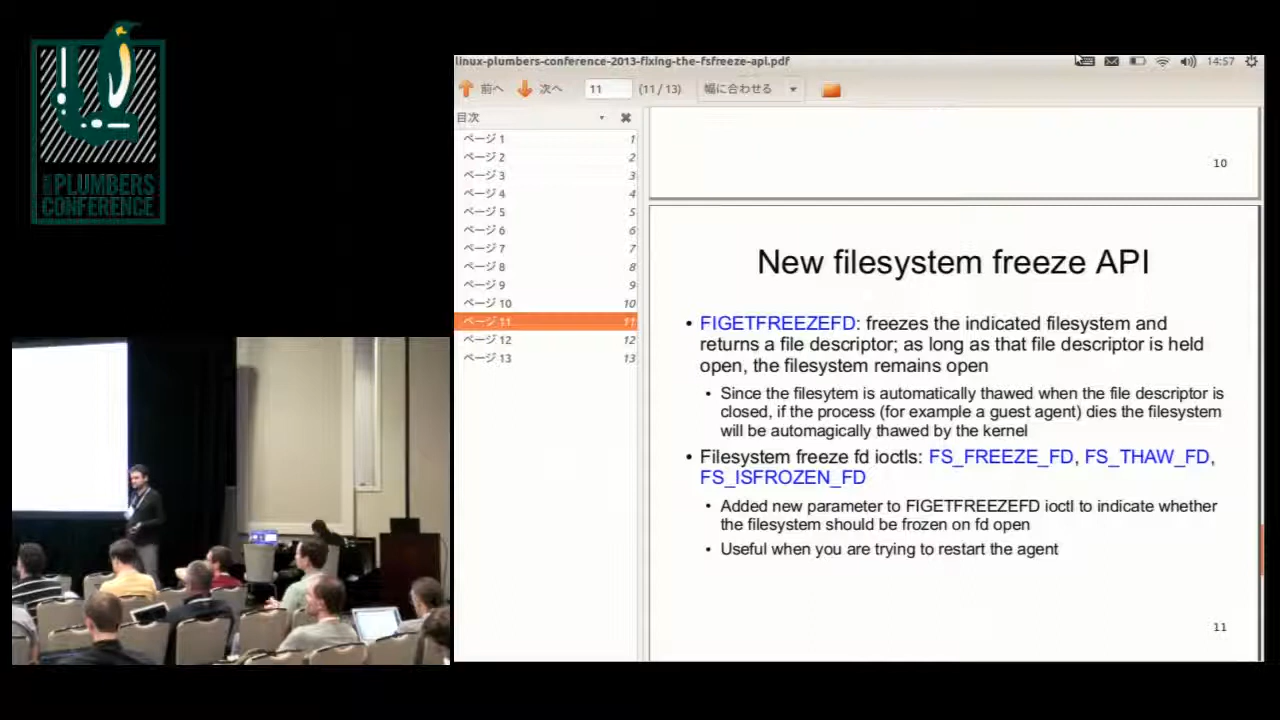 PLUMBERS
CONFERENCE
linux-plumbers-conference-2013-fixing-the-fsfreeze-api.pdf
14:57
前へ
次へ
11
(11 / 13)
幅に合わせる
目次
ページ 1 1
ページ 2 2
ページ 3 3
ページ 4 4
ページ 5 5
ページ 6 6
ページ 7 7
ページ 8 8
ページ 9 9
ページ 10 10
ページ 11 11
ページ 12 12
ページ 13 13
10
New filesystem freeze API
• FIGETFREEZEFD: freezes the indicated filesystem and
returns a file descriptor; as long as that file descriptor is held
open, the filesystem remains open
• Since the filesytem is automatically thawed when the file descriptor is
closed, if the process (for example a guest agent) dies the filesystem
will be automagically thawed by the kernel
• Filesystem freeze fd ioctls: FS_FREEZE_FD, FS_THAW_FD,
FS_ISFROZEN_FD
• Added new parameter to FIGETFREEZEFD ioctl to indicate whether
the filesystem should be frozen on fd open
• Useful when you are trying to restart the agent
11